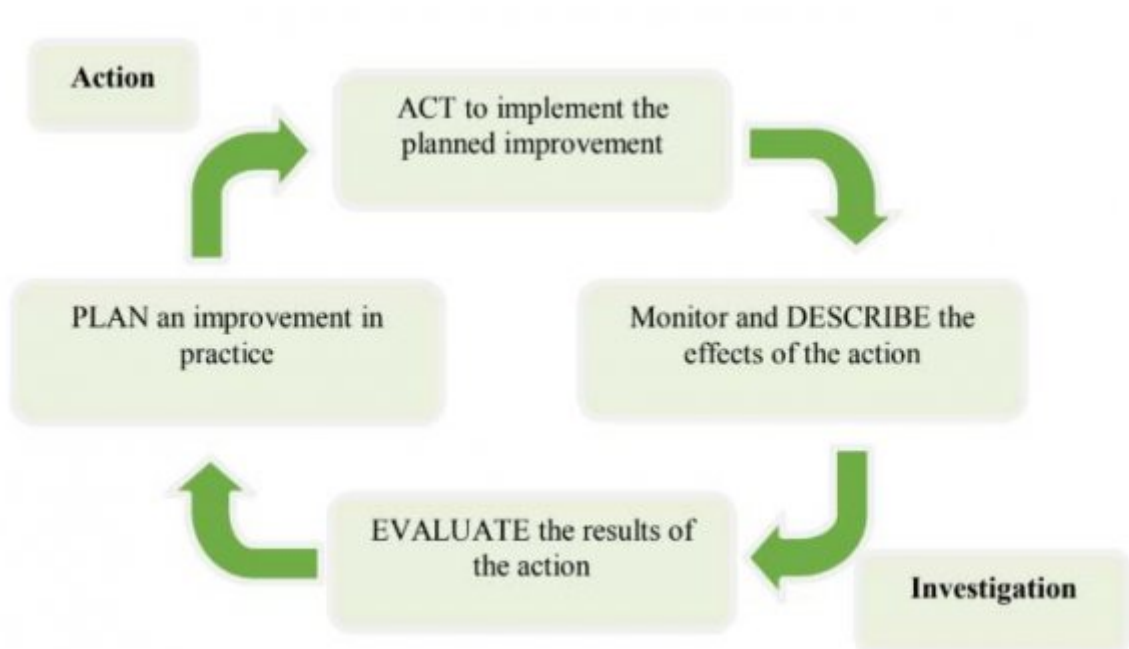 Action
ACT to implement the
planned improvement
PLAN an improvement in
practice
Monitor and DESCRIBE the
effects of the action
EVALUATE the results of
the action
Investigation